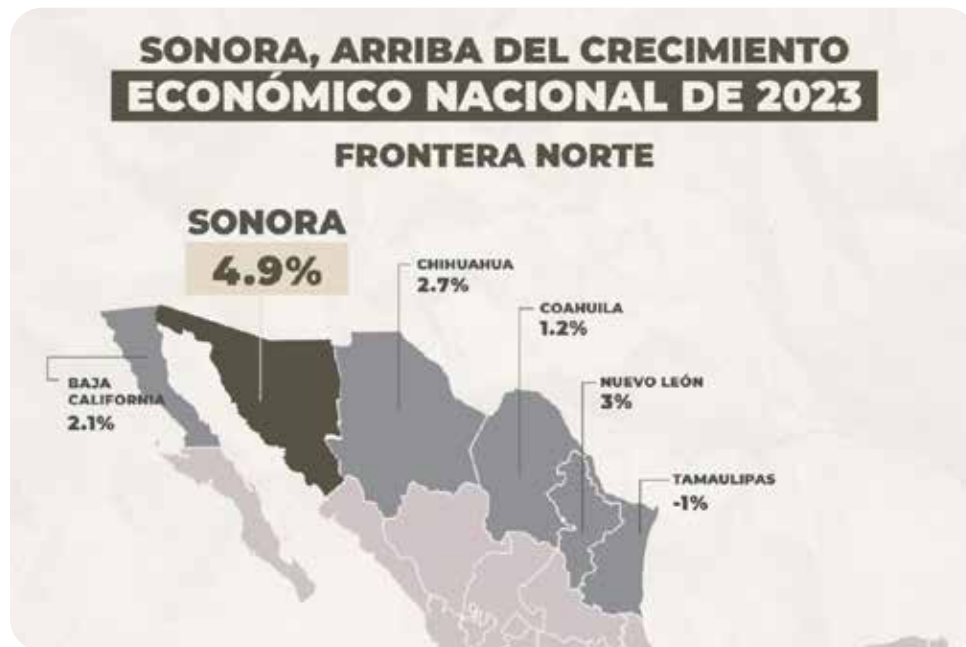 SONORA, ARRIBA DEL CRECIMIENTO
ECONÓMICO NACIONAL DE 2023
FRONTERA NORTE
SONORA
4.9%
CHIHUAHUA
2.7%
COAHUILA
1.2%
NUEVO LEÓN
3%
BAJA
CALIFORNIA
2.1%
TAMAULIPAS
-1%